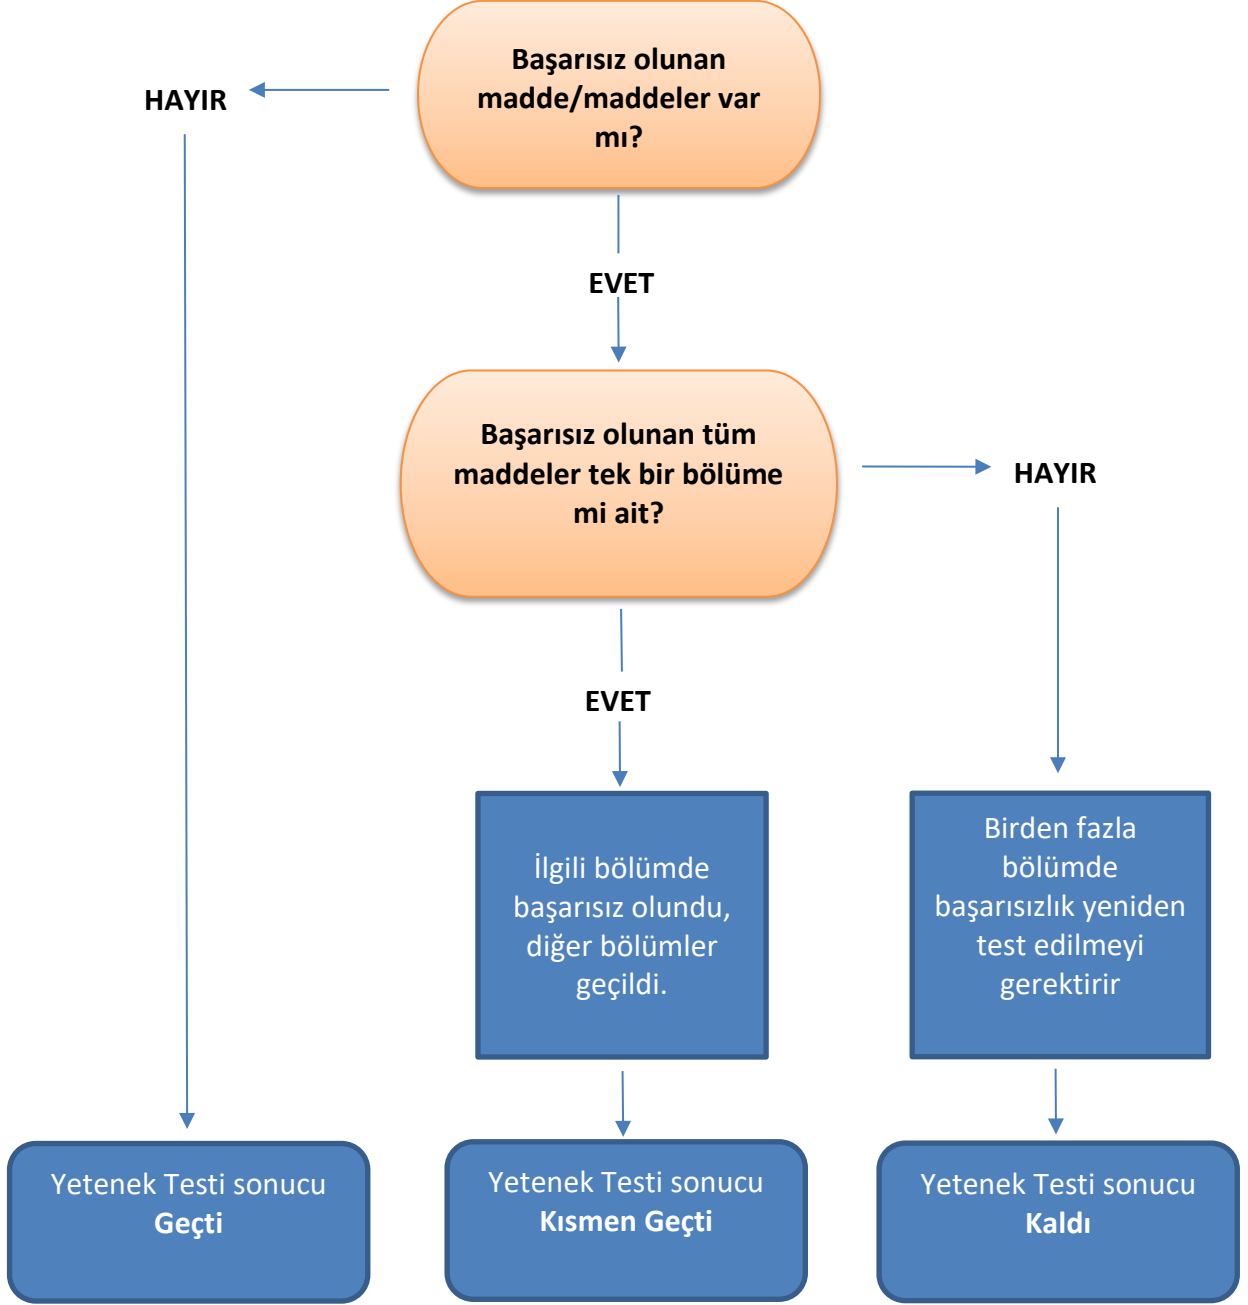 Başarısız olunan
madde/maddeler var
mı?
HAYIR
EVET
Başarısız olunan tüm
maddeler tek bir bölüme
mi ait?
HAYIR
EVET
İlgili bölümde
başarısız olundu,
diğer bölümler
geçildi.
Birden fazla
bölümde
başarısızlık yeniden
test edilmeyi
gerektirir
Yetenek Testi sonucu
Geçti
Yetenek Testi sonucu
Kısmen Geçti
Yetenek Testi sonucu
Kaldı